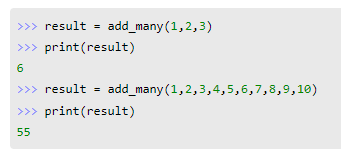 >>> result = add_many(1,2,3)
>>> print(result)
6
>>> result = add_many(1,2,3,4,5,6,7,8,9,10)
>>> print(result)
55